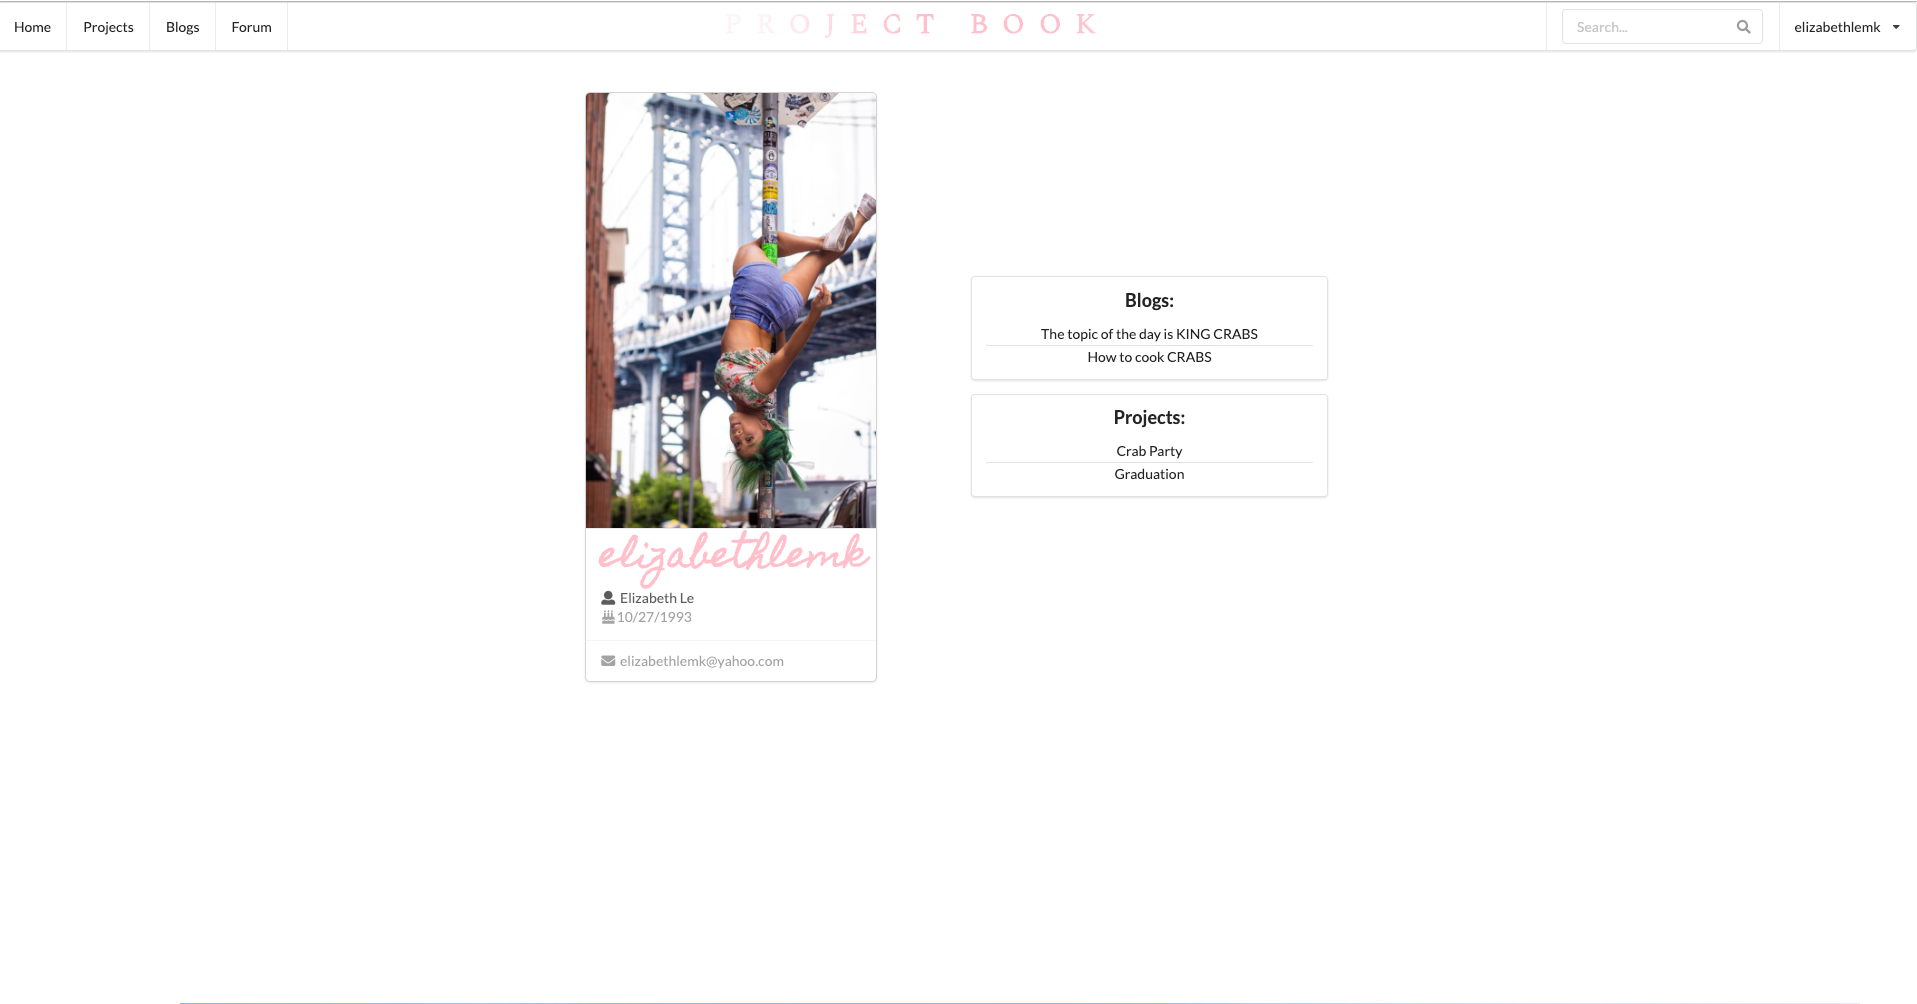 Home Projects Blogs Forum PROJECT BOOK Search... elizabethlemk
Blogs:
The topic of the day is KING CRABS
How to cook CRABS
Projects:
Crab Party
Graduation
elizabethlemk
Elizabeth Le
10/27/1993
elizabethlemk@yahoo.com